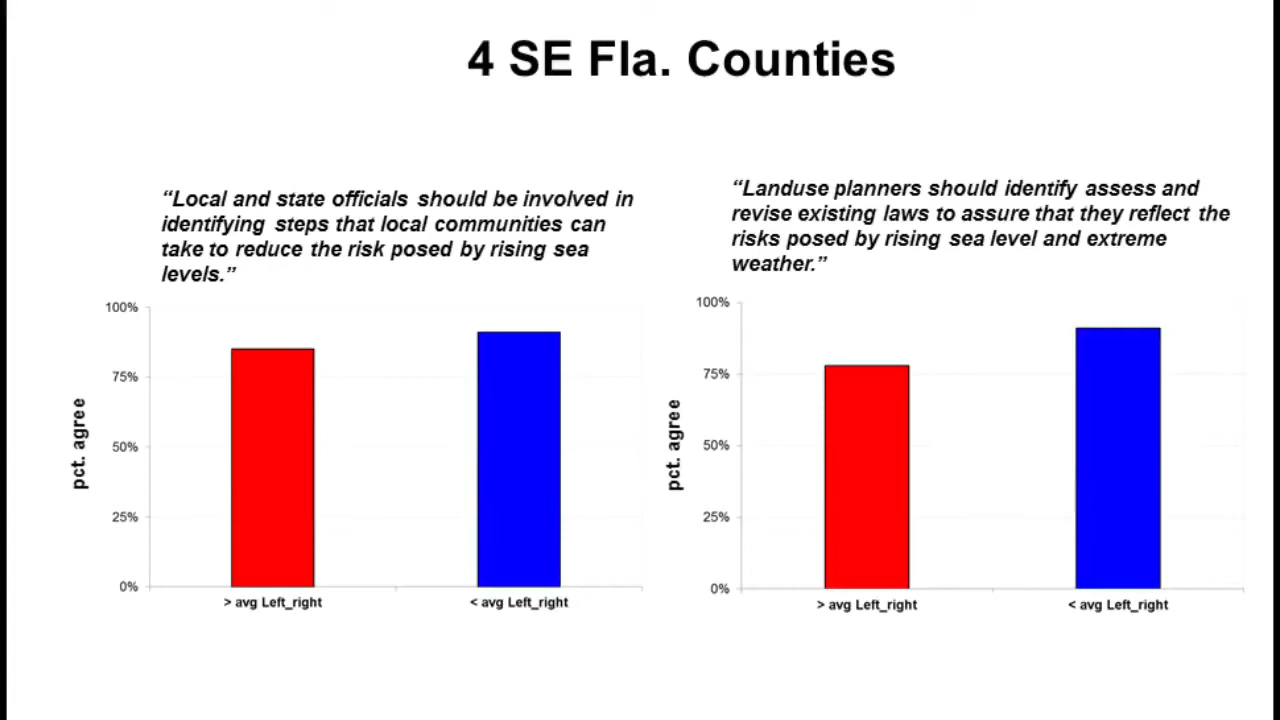 4 SE Fla. Counties
“Local and state officials should be involved in
identifying steps that local communities can
take to reduce the risk posed by rising sea
levels.”
100%
75%
50%
25%
0%
pct. agree
> avg Left_right
< avg Left_right
“Landuse planners should identify assess and
revise existing laws to assure that they reflect the
risks posed by rising sea level and extreme
weather.”
100%
75%
50%
25%
0%
pct. agree
> avg Left_right
< avg Left_right